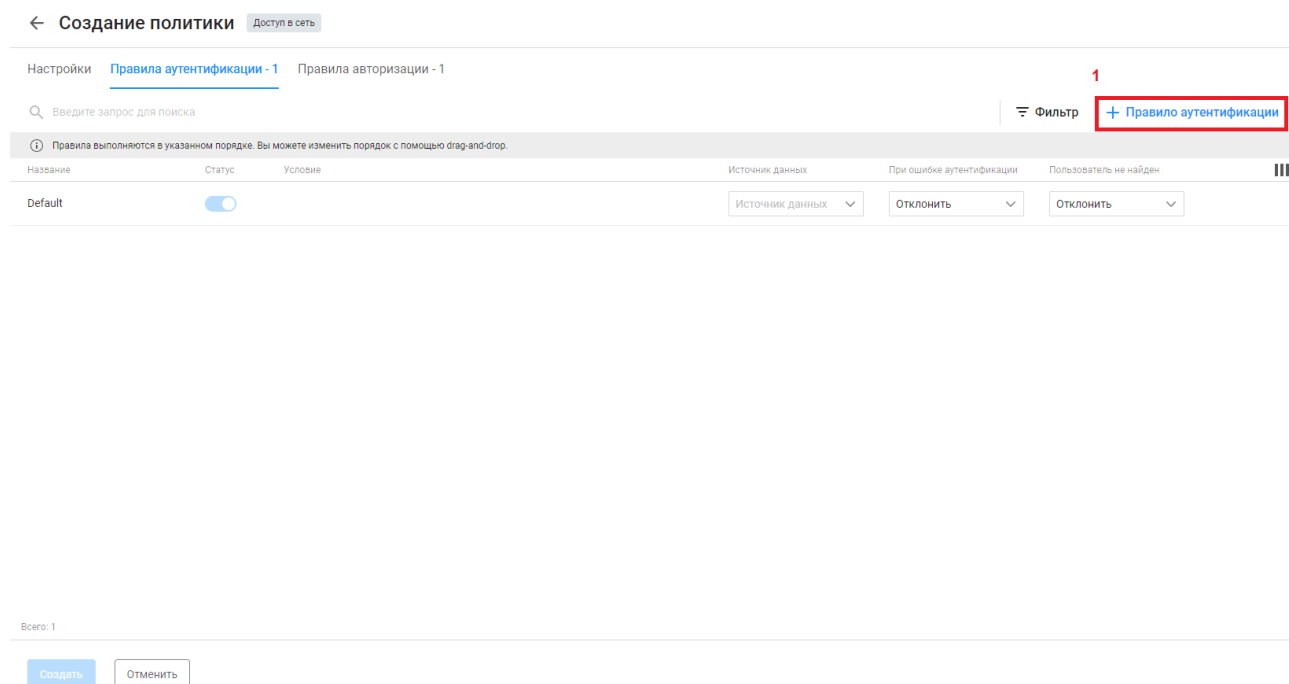 Создание политики Доступ в сеть
Настройки Правила аутентификации - 1 Правила авторизации - 1
1
Введите запрос для поиска Фильтр + Правило аутентификации
Правила выполняются в указанном порядке. Вы можете изменить порядок с помощью drag-and-drop.
Название Статус Условие Источник данных При ошибке аутентификации Пользователь не найден
Default Источник данных Отклонить Отклонить
Всего: 1
Создать Отменить